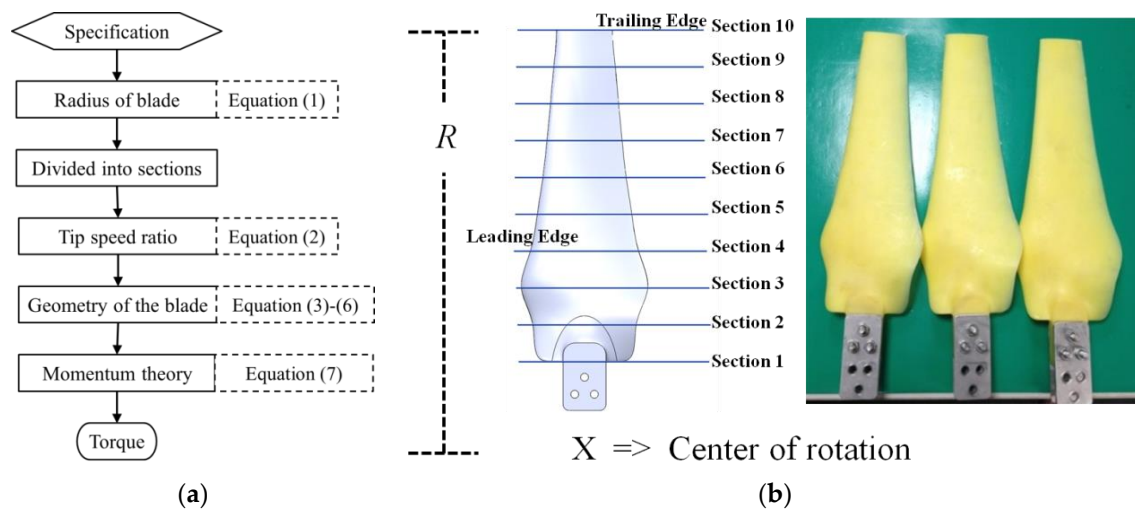 Specification
Radius of blade
Equation (1)
Divided into sections
Tip speed ratio
Equation (2)
Geometry of the blade
Equation (3)-(6)
Momentum theory
Equation (7)
Torque
(a)
R
Trailing Edge
Section 10
Section 9
Section 8
Section 7
Section 6
Section 5
Leading Edge
Section 4
Section 3
Section 2
Section 1
X => Center of rotation
(b)